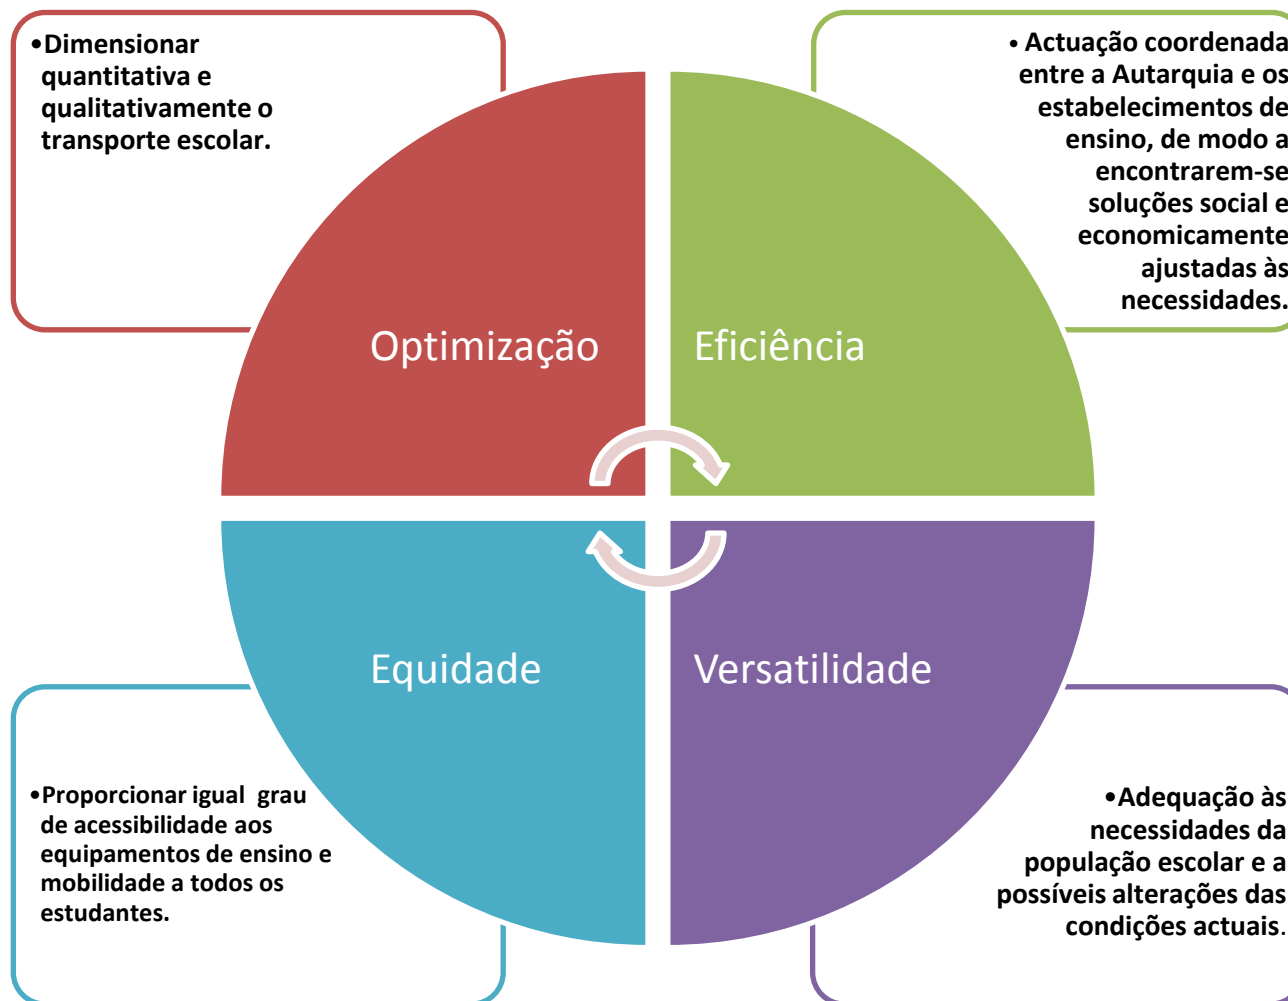 •Dimensionar
quantitativa e
qualitativamente o
transporte escolar.
• Actuação coordenada
entre a Autarquia e os
estabelecimentos de
ensino, de modo a
encontrarem-se
soluções social e
economicamente
ajustadas às
necessidades.
Optimização
Eficiência
Equidade
Versatilidade
•Proporcionar igual grau
de acessibilidade aos
equipamentos de ensino e
mobilidade a todos os
estudantes.
•Adequação às
necessidades da
população escolar e a
possíveis alterações das
condições actuais.